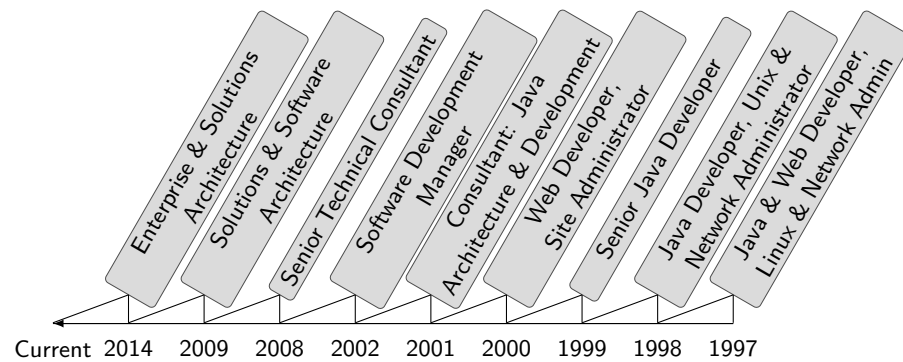 Enterprise & Solutions
Architecture
Solutions & Software
Architecture
Senior Technical Consultant
Software Development
Manager
Consultant: Java
Architecture & Development
Web Developer,
Site Administrator
Senior Java Developer
Java Developer, Unix &
Network Administrator
Java & Web Developer,
Linux & Network Admin
Current 2014 2009 2008 2002 2001 2000 1999 1998 1997